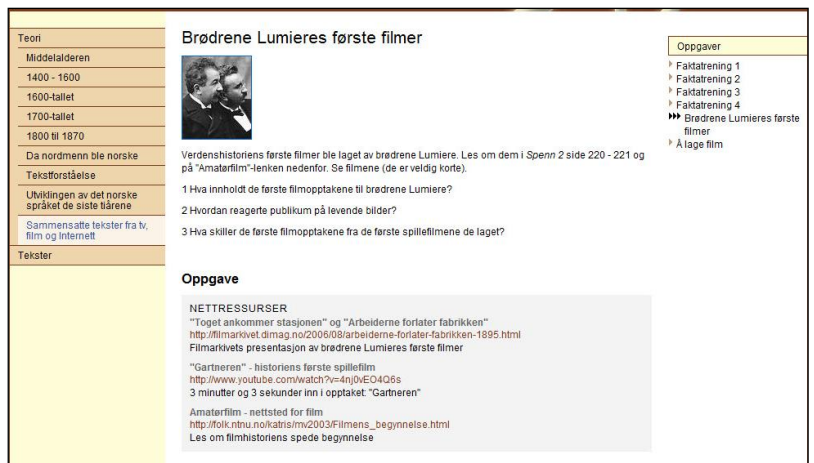 Teori
Middelalderen
1400 - 1600
1600-tallet
1700-tallet
1800 til 1870
Da nordmenn ble norske
Tekstforståelse
Utviklingen av det norske
språket de siste tiårene
Sammensatte tekster fra tv,
film og Internett
Tekster
Brødrene Lumieres første filmer
Verdenshistoriens første filmer ble laget av brødrene Lumiere. Les om dem i Spenn 2 side 220 - 221 og
på "Amatørfilm"-lenken nedenfor. Se filmene (de er veldig korte).
1 Hva innholdt de første filmopptakene til brødrene Lumiere?
2 Hvordan reagerte publikum på levende bilder?
3 Hva skiller de første filmopptakene fra de første spillefilmene de laget?
Oppgave
NETTRESSURSER
"Toget ankommer stasjonen" og "Arbeiderne forlater fabrikken"
http://filmarkivet.dimag.no/2006/08/arbeiderne-forlater-fabrikken-1895.html
Filmarkivets presentasjon av brødrene Lumieres første filmer
"Gartneren" - historiens første spillefilm
http://www.youtube.com/watch?v=4nj0vEO4Q6s
3 minutter og 3 sekunder inn i opptaket: "Gartneren"
Amatørfilm - nettsted for film
http://folk.ntnu.no/katris/mv2003/Filmens_begynnelse.html
Les om filmhistoriens spede begynnelse
Oppgaver
Faktatrening 1
Faktatrening 2
Faktatrening 3
Faktatrening 4
Brødrene Lumieres første
filmer
Å lage film